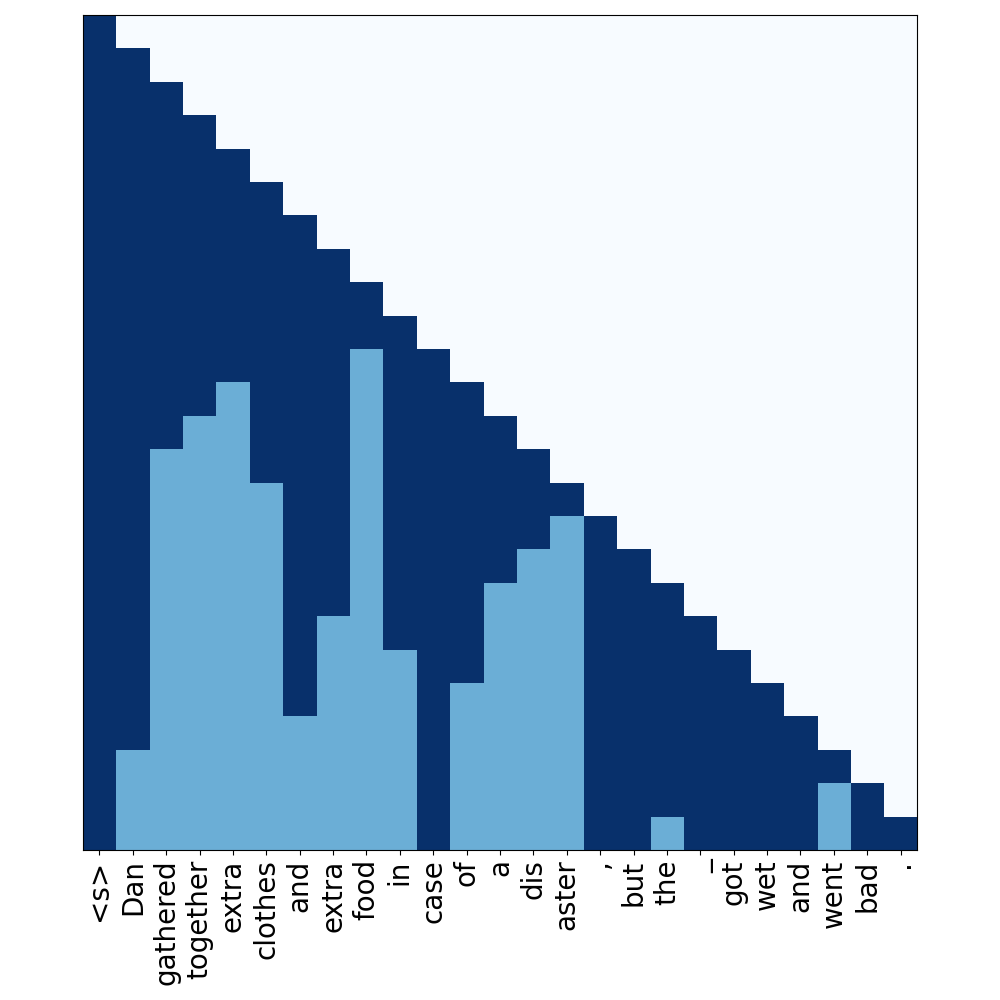 <s>
Dan
gathered
together
extra
clothes
and
extra
food
in
case
of
a
dis
aster
,
but
the
_
got
wet
and
went
bad
.